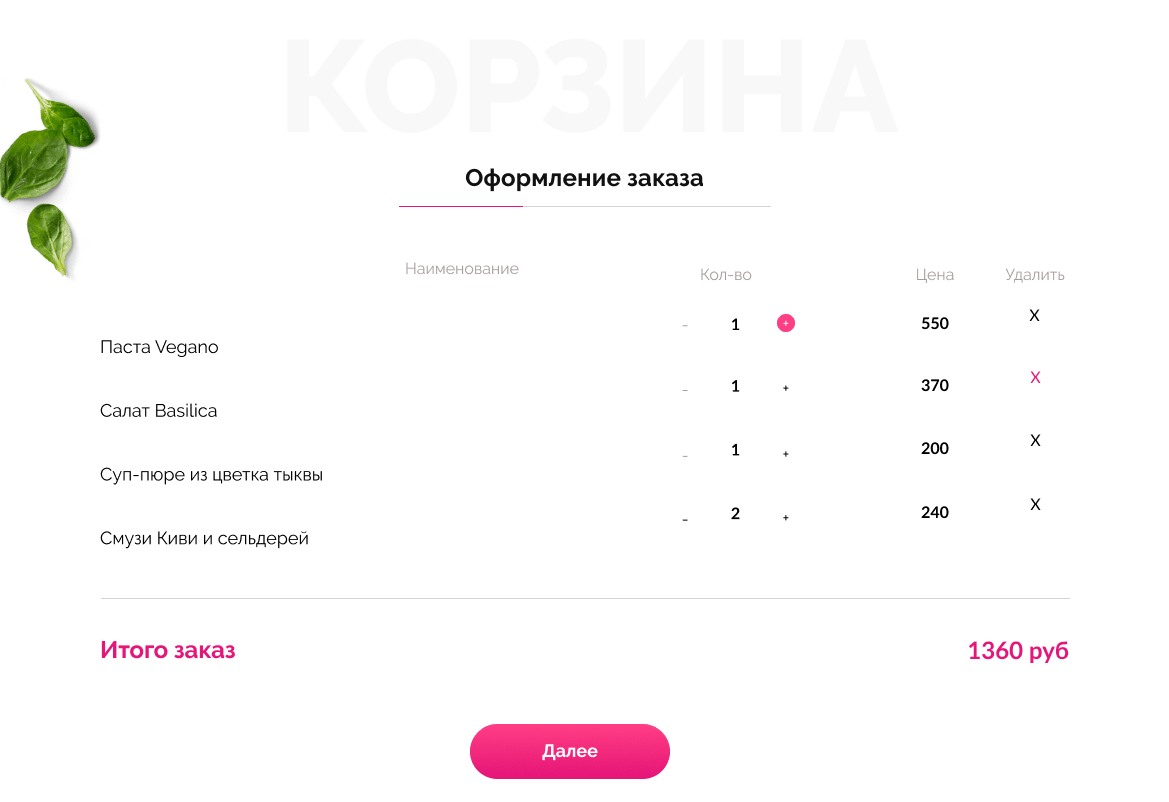 КОРЗИНА
Оформление заказа
Наименование Кол-во Цена Удалить
Паста Vegano - 1 + 550 X
Салат Basilica - 1 + 370 X
Суп-пюре из цветка тыквы - 1 + 200 X
Смузи Киви и сельдерей - 2 + 240 X
Итого заказ 1360 руб
Далее